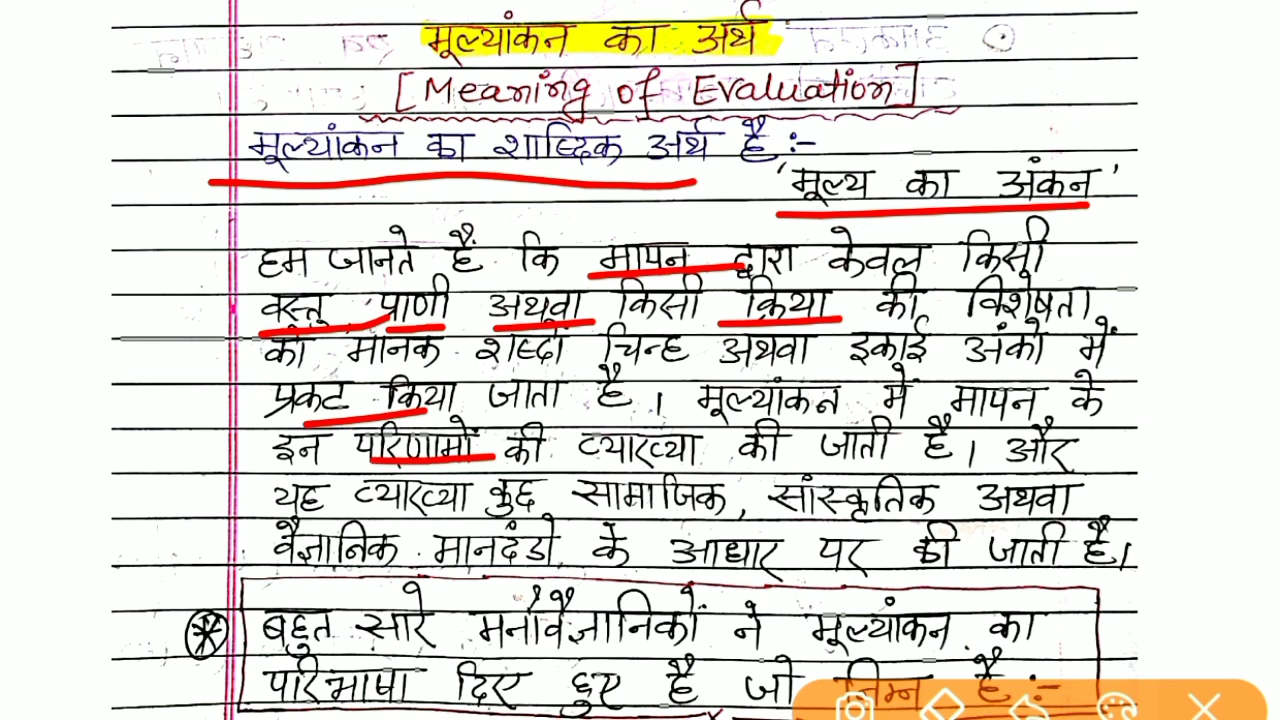 मूल्यांकन का अर्थ
[Meaning of Evaluation]
मूल्यांकन का शाब्दिक अर्थ है :-
'मूल्य का अंकन'
हम जानते हैं कि मापन द्वारा केवल किसी
वस्तु, प्राणी अथवा किसी क्रिया की विशेषता
को मानक शब्दों चिन्ह अथवा इकाई अंको में
प्रकट किया जाता है। मूल्यांकन में मापन के
इन परिणामों की व्याख्या की जाती है। और
यह व्याख्या कुछ सामाजिक, सांस्कृतिक अथवा
वैज्ञानिक मानदंडो के आधार पर की जाती है।
बहुत सारे मनोवैज्ञानिकों ने मूल्यांकन का
परिभाषा दिए हुए है जो निम्न है :-